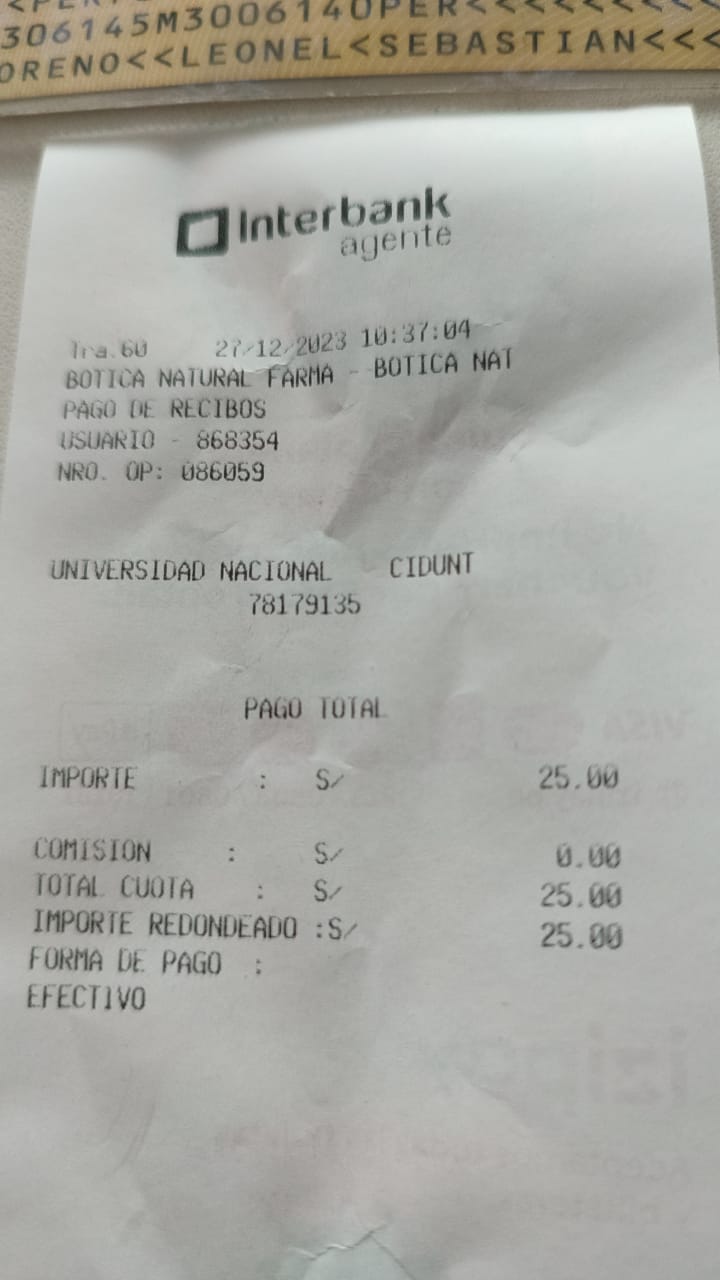 306145M3006140PER<<<<<<<
ORENO<<LEONEL<SEBASTIAN<<<
Interbank
agente
Tra.60 27/12/2023 10:37:04
BOTICA NATURAL FARMA - BOTICA NAT
PAGO DE RECIBOS
USUARIO - 868354
NRO. OP: 086059
UNIVERSIDAD NACIONAL CIDUNT
78179135
PAGO TOTAL
IMPORTE : S/ 25.00
COMISION : S/ 0.00
TOTAL CUOTA : S/ 25.00
IMPORTE REDONDEADO :S/ 25.00
FORMA DE PAGO :
EFECTIVO